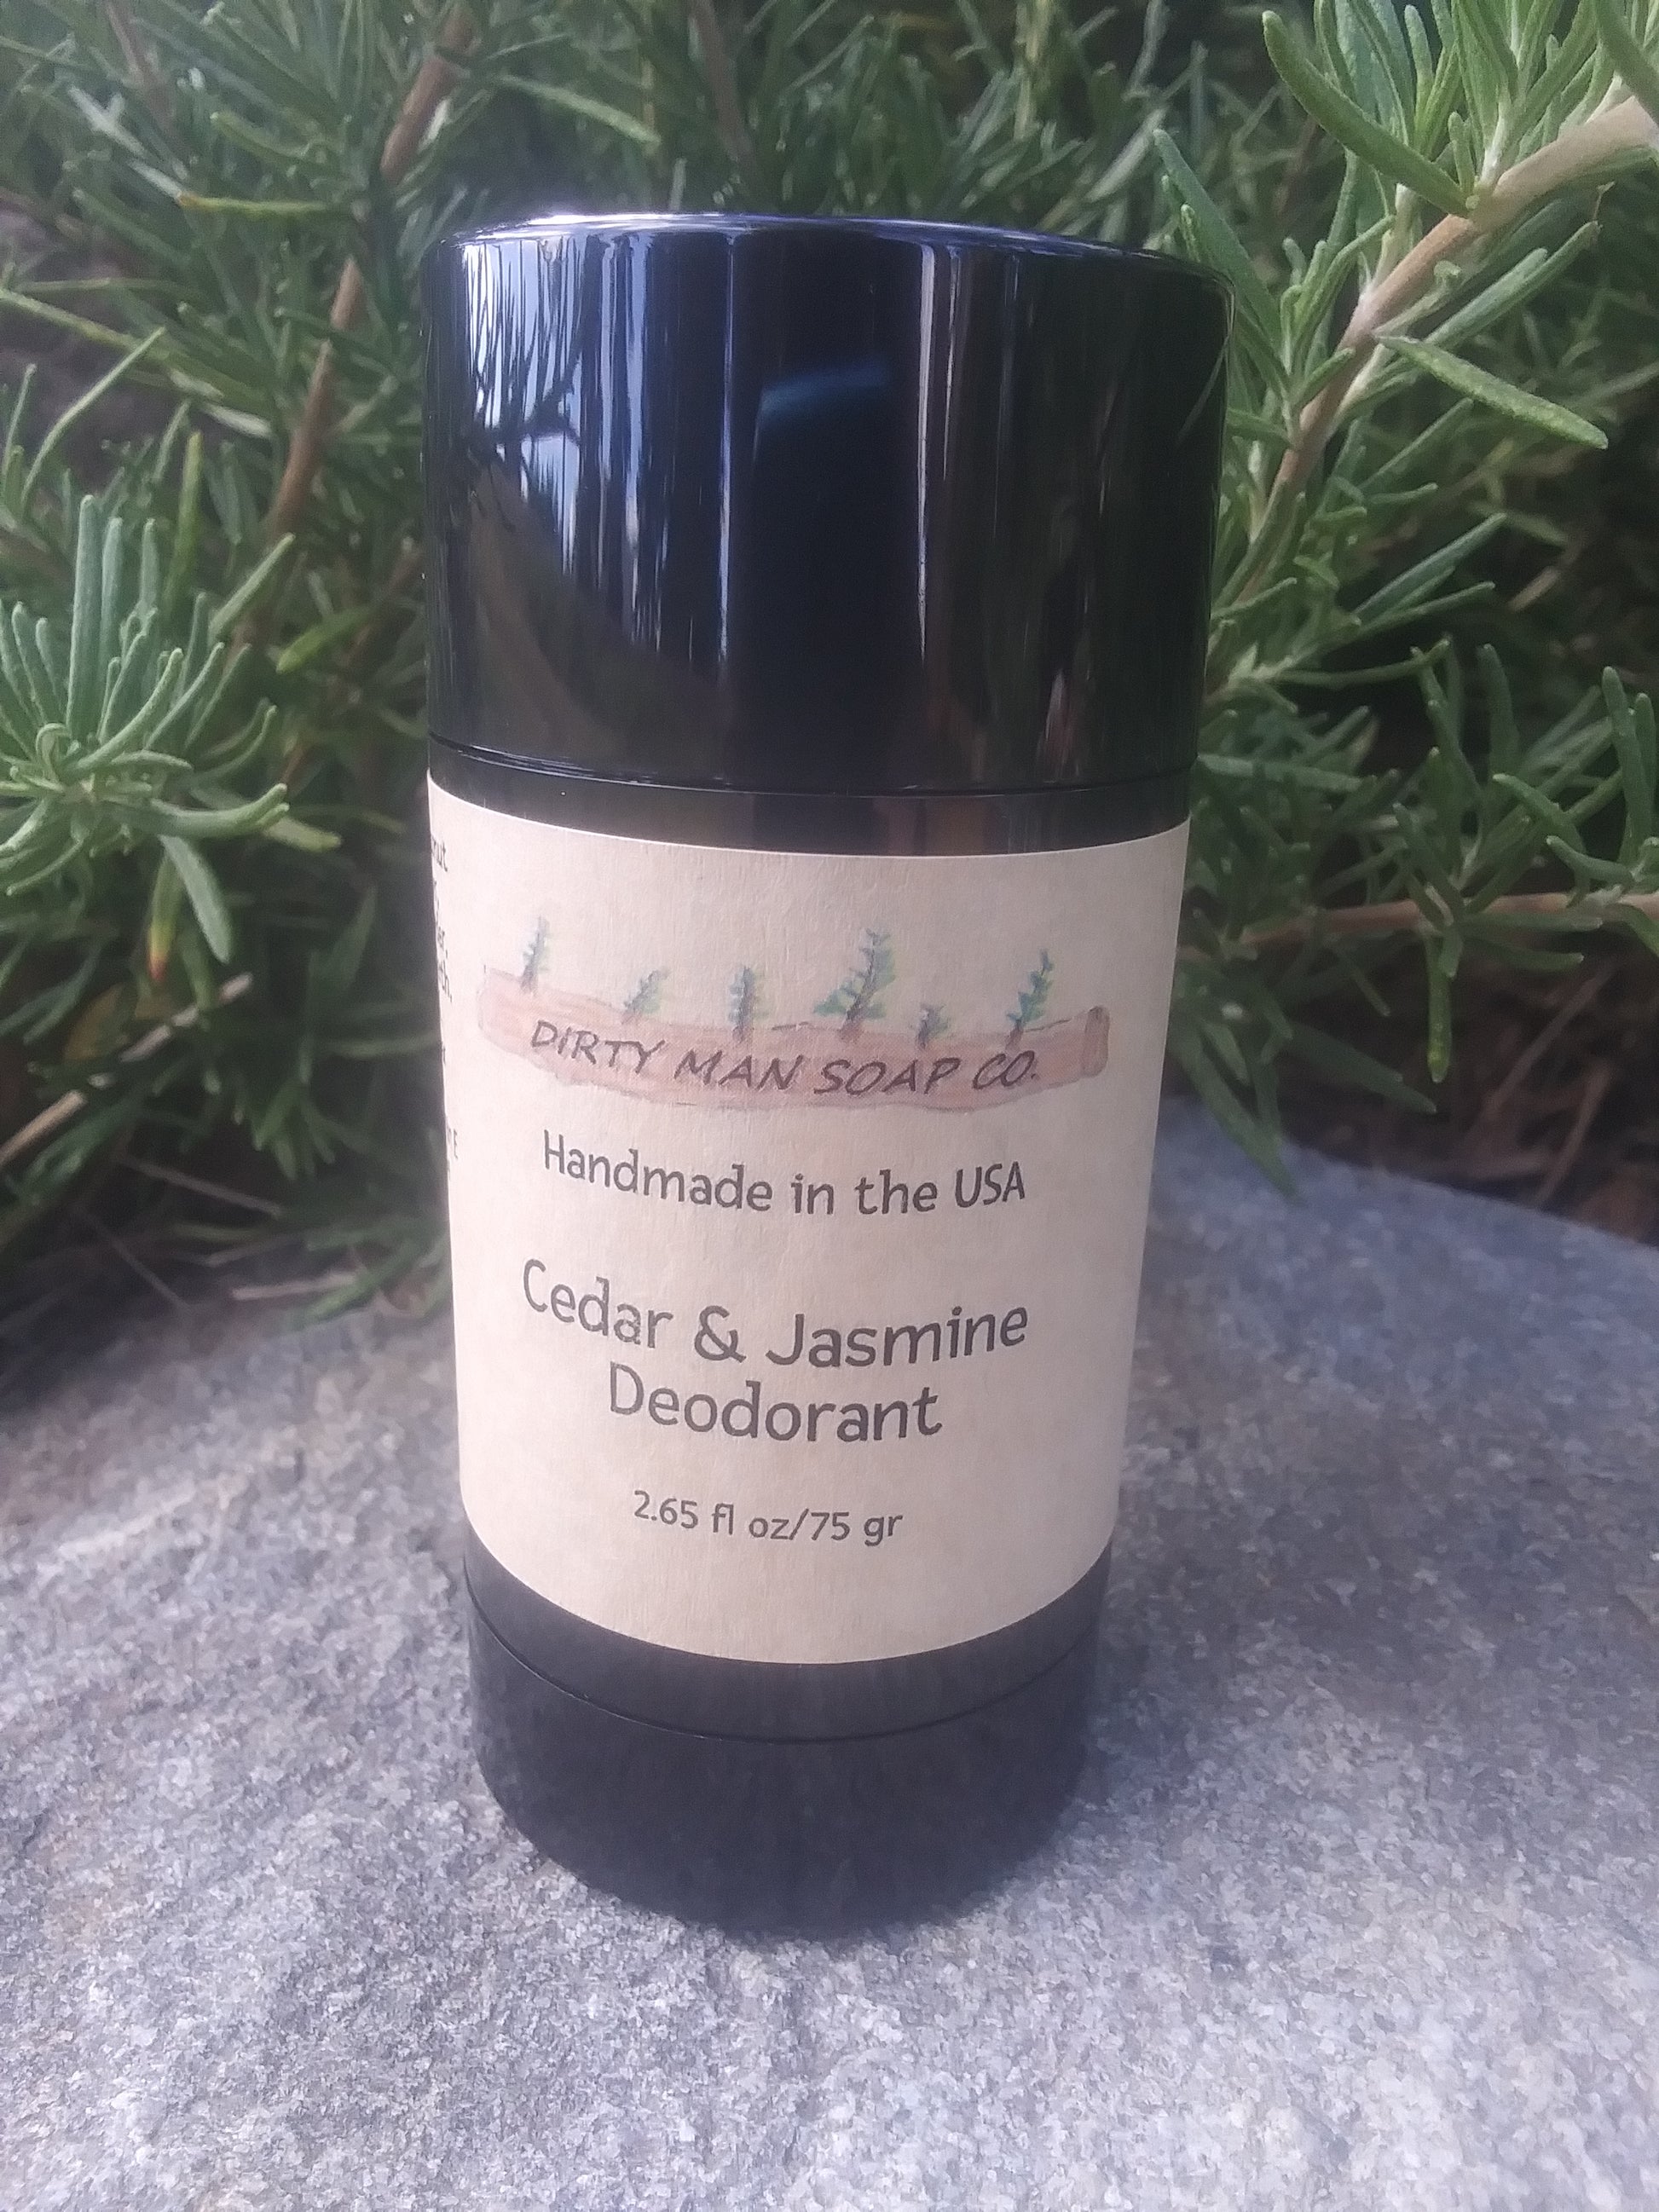 DIRTY MAN SOAP CO.
Handmade in the USA
Cedar & Jasmine
Deodorant
2.65 fl oz/75 gr